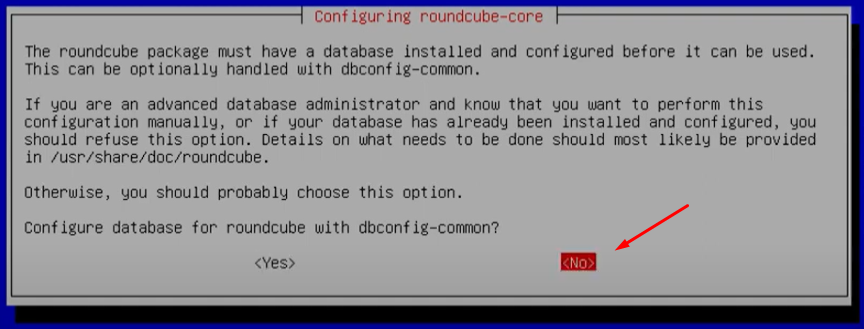 Configuring roundcube-core
The roundcube package must have a database installed and configured before it can be used.
This can be optionally handled with dbconfig-common.
If you are an advanced database administrator and know that you want to perform this
configuration manually, or if your database has already been installed and configured, you
should refuse this option. Details on what needs to be done should most likely be provided
in /usr/share/doc/roundcube.
Otherwise, you should probably choose this option.
Configure database for roundcube with dbconfig-common?
<Yes> <No>